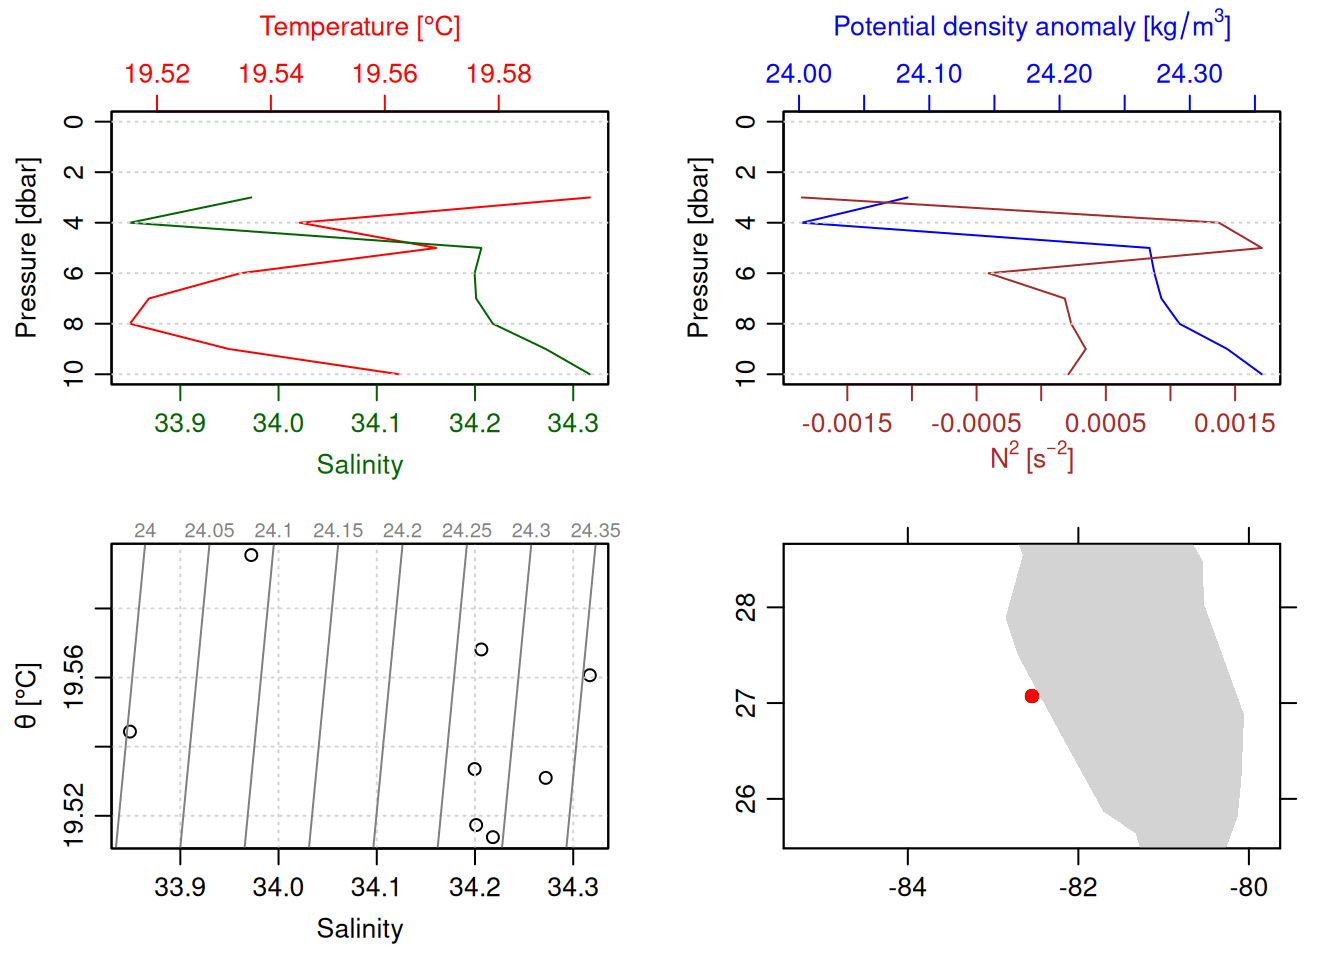 Temperature [°C]
19.52 19.54 19.56 19.58
Pressure [dbar]
0
2
4
6
8
10
33.9 34.0 34.1 34.2 34.3
Salinity
Potential density anomaly [kg/m³]
24.00 24.10 24.20 24.30
Pressure [dbar]
0
2
4
6
8
10
-0.0015 -0.0005 0.0005 0.0015
N² [s⁻²]
24 24.05 24.1 24.15 24.2 24.25 24.3 24.35
θ [°C]
19.56
19.52
33.9 34.0 34.1 34.2 34.3
Salinity
28
27
26
-84 -82 -80